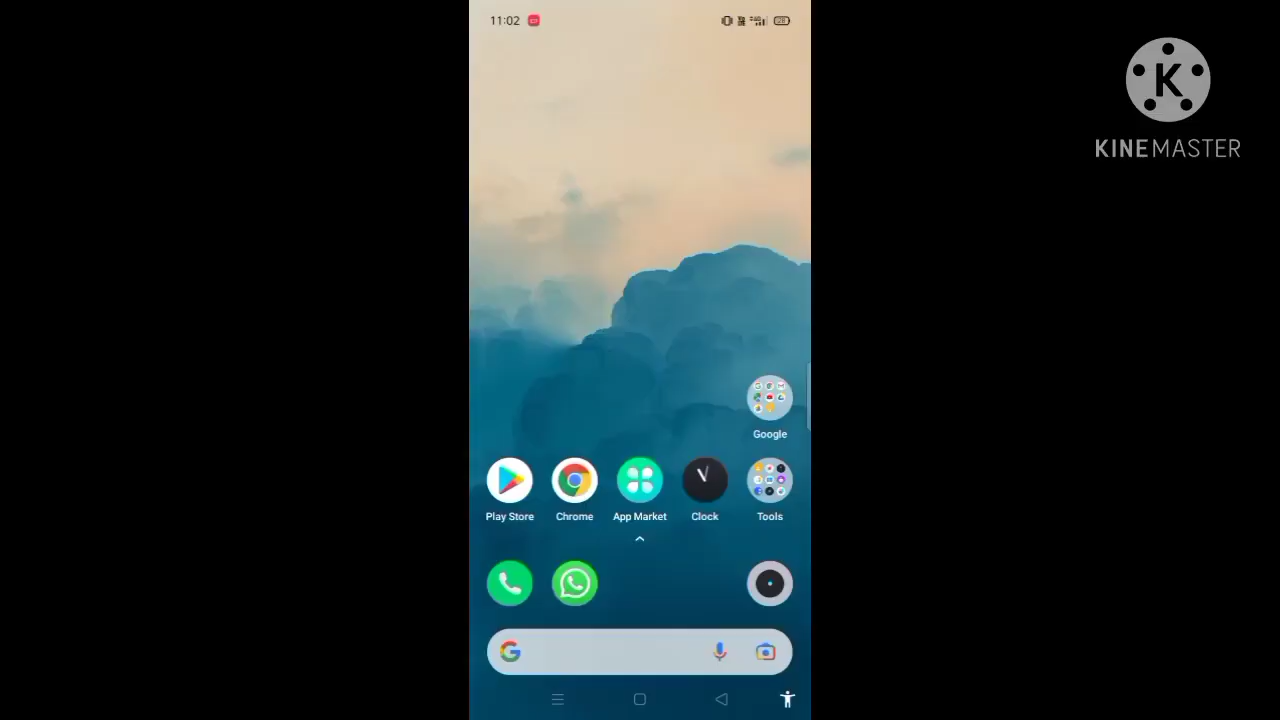 11:02
K
KINEMASTER
Google
Play Store
Chrome
App Market
Clock
Tools